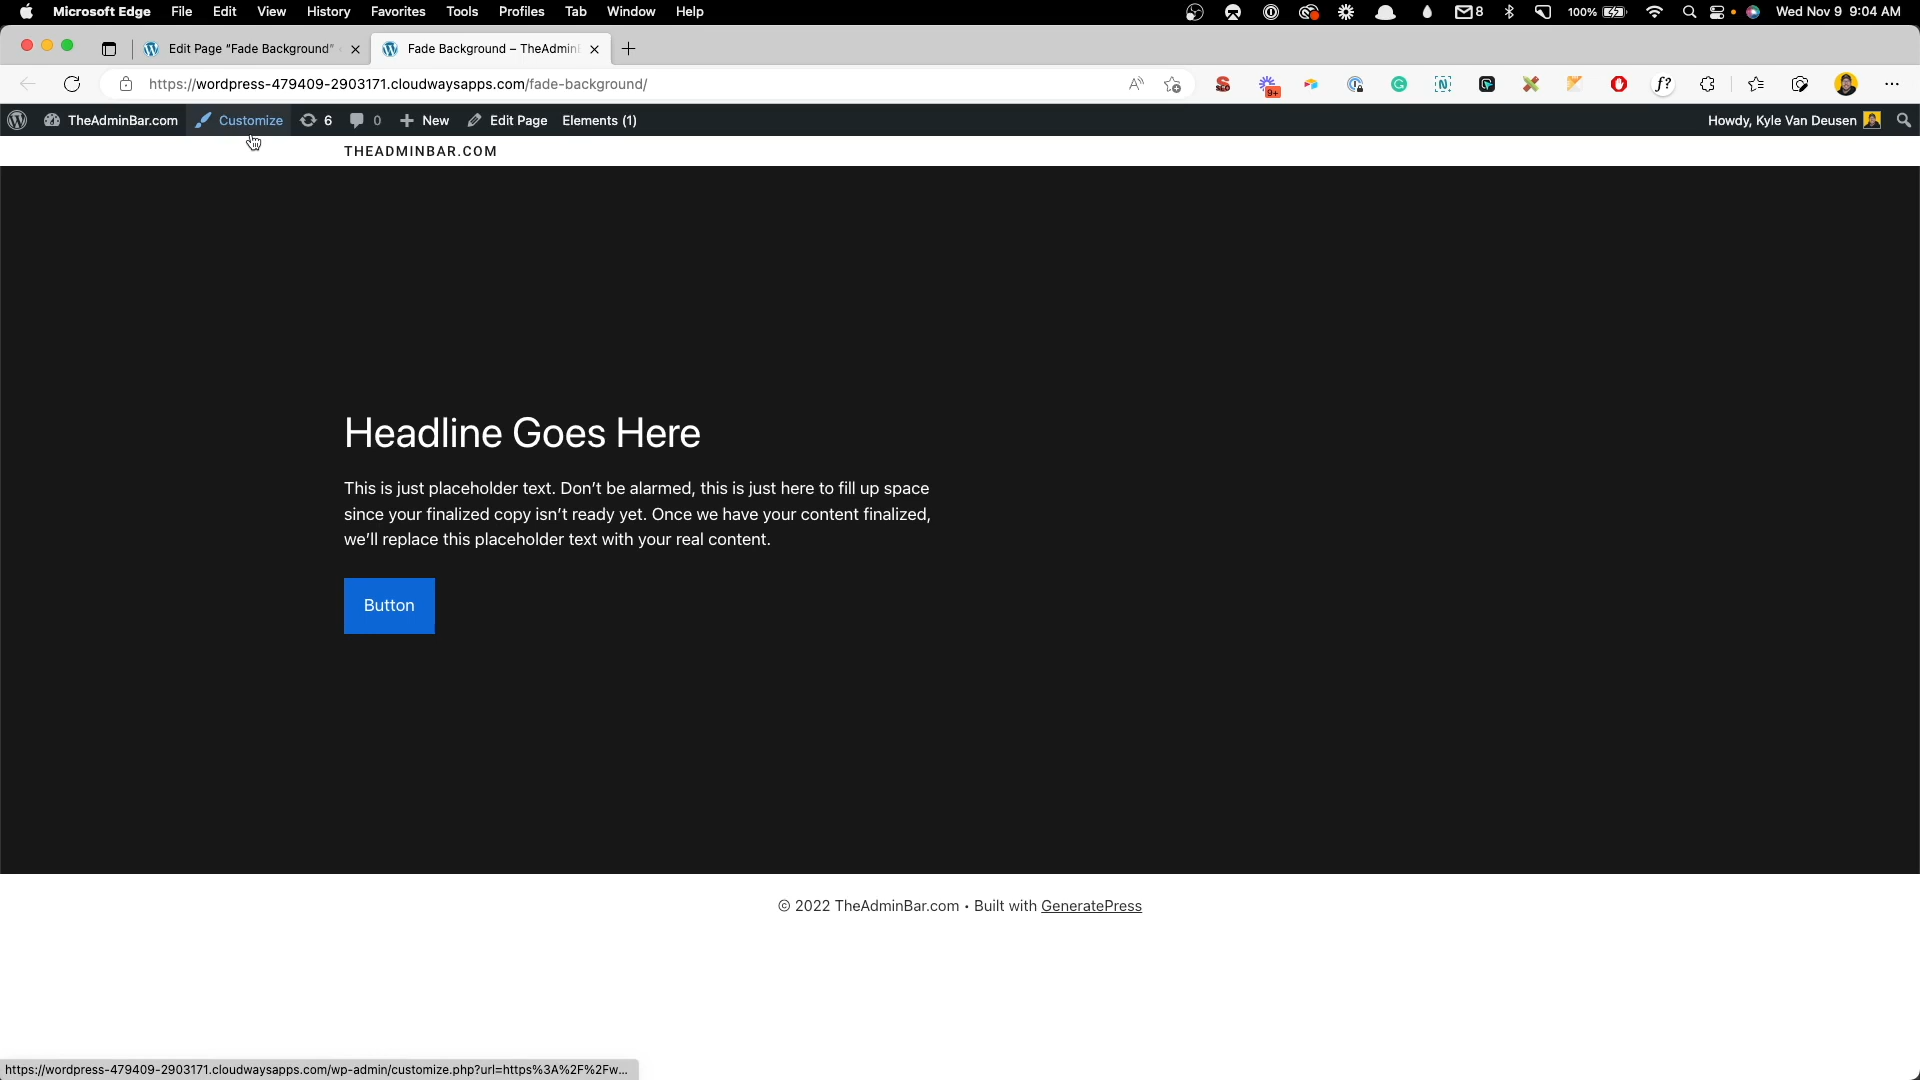 Microsoft Edge File Edit View History Favorites Tools Profiles Tab Window Help 8 100% Wed Nov 9 9:04 AM
Edit Page "Fade Background" Fade Background – TheAdminB
https://wordpress-479409-2903171.cloudwaysapps.com/fade-background/ 9+ f?
TheAdminBar.com Customize 6 0 New Edit Page Elements (1) Howdy, Kyle Van Deusen
THEADMINBAR.COM
Headline Goes Here
This is just placeholder text. Don't be alarmed, this is just here to fill up space
since your finalized copy isn't ready yet. Once we have your content finalized,
we'll replace this placeholder text with your real content.
Button
© 2022 TheAdminBar.com • Built with GeneratePress
https://wordpress-479409-2903171.cloudwaysapps.com/wp-admin/customize.php?url=https%3A%2F%2Fw...